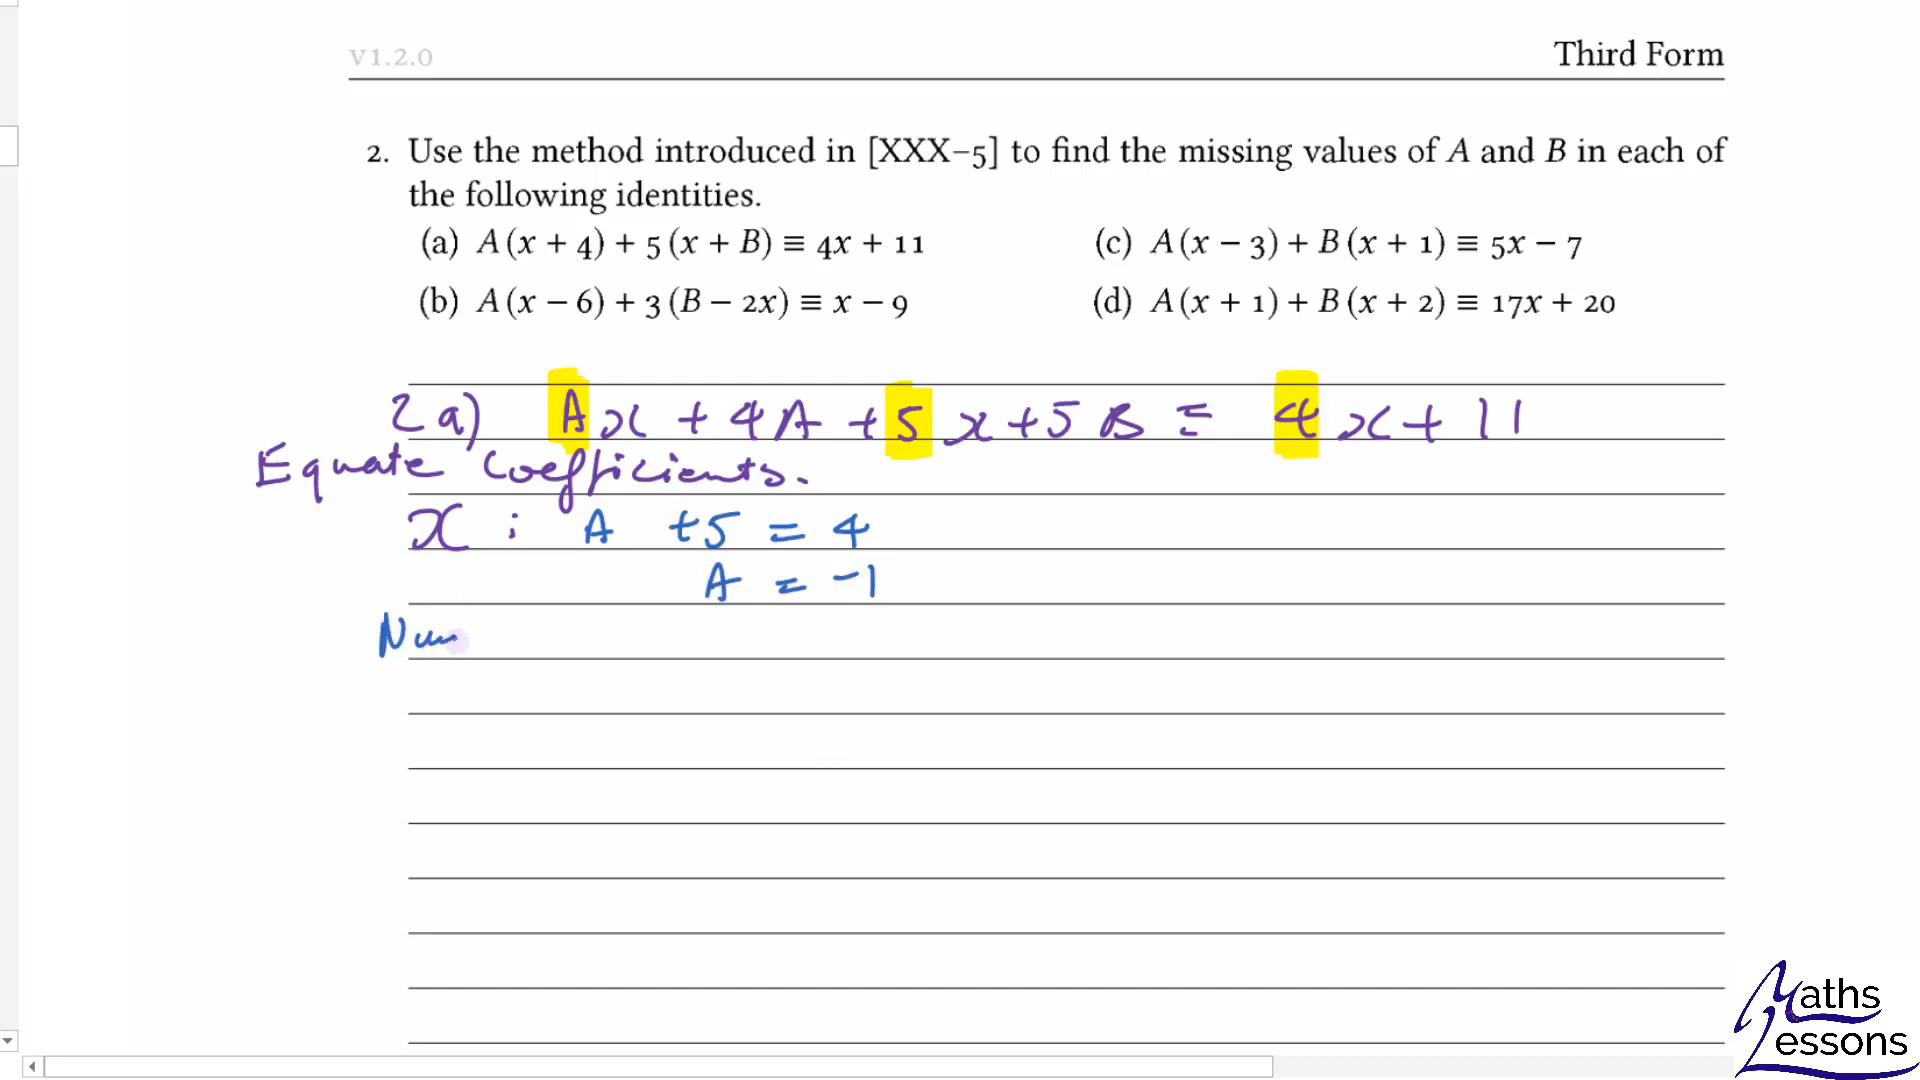 v1.2.0
Third Form
2. Use the method introduced in [XXX–5] to find the missing values of A and B in each of
the following identities.
(a) A(x + 4) + 5(x + B) ≡ 4x + 11
(c) A(x − 3) + B(x + 1) ≡ 5x − 7
(b) A(x − 6) + 3(B − 2x) ≡ x − 9
(d) A(x + 1) + B(x + 2) ≡ 17x + 20
2a) Ax + 4A + 5x + 5B = 4x + 11
Equate coefficients.
x : A + 5 = 4
A = -1
Num
Maths
Lessons